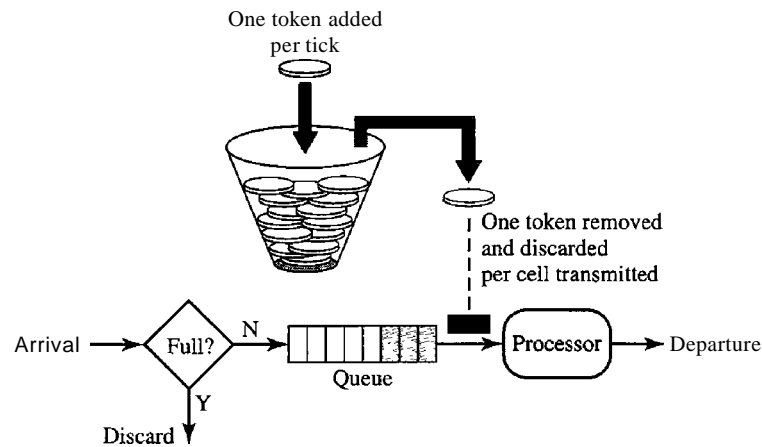 One token added
per tick
One token removed
and discarded
per cell transmitted
Arrival
Full?
N
Queue
Processor
Departure
Y
Discard